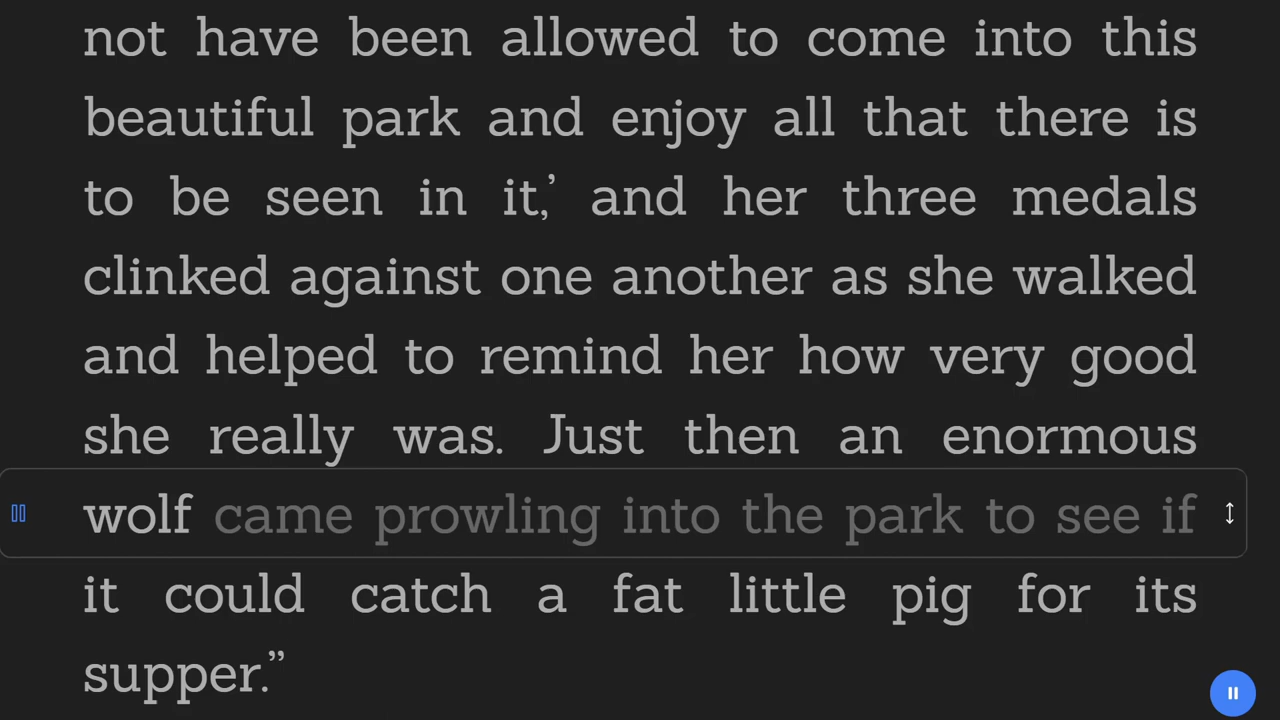 not have been allowed to come into this
beautiful park and enjoy all that there is
to be seen in it,’ and her three medals
clinked against one another as she walked
and helped to remind her how very good
she really was. Just then an enormous
wolf came prowling into the park to see if
it could catch a fat little pig for its
supper.”